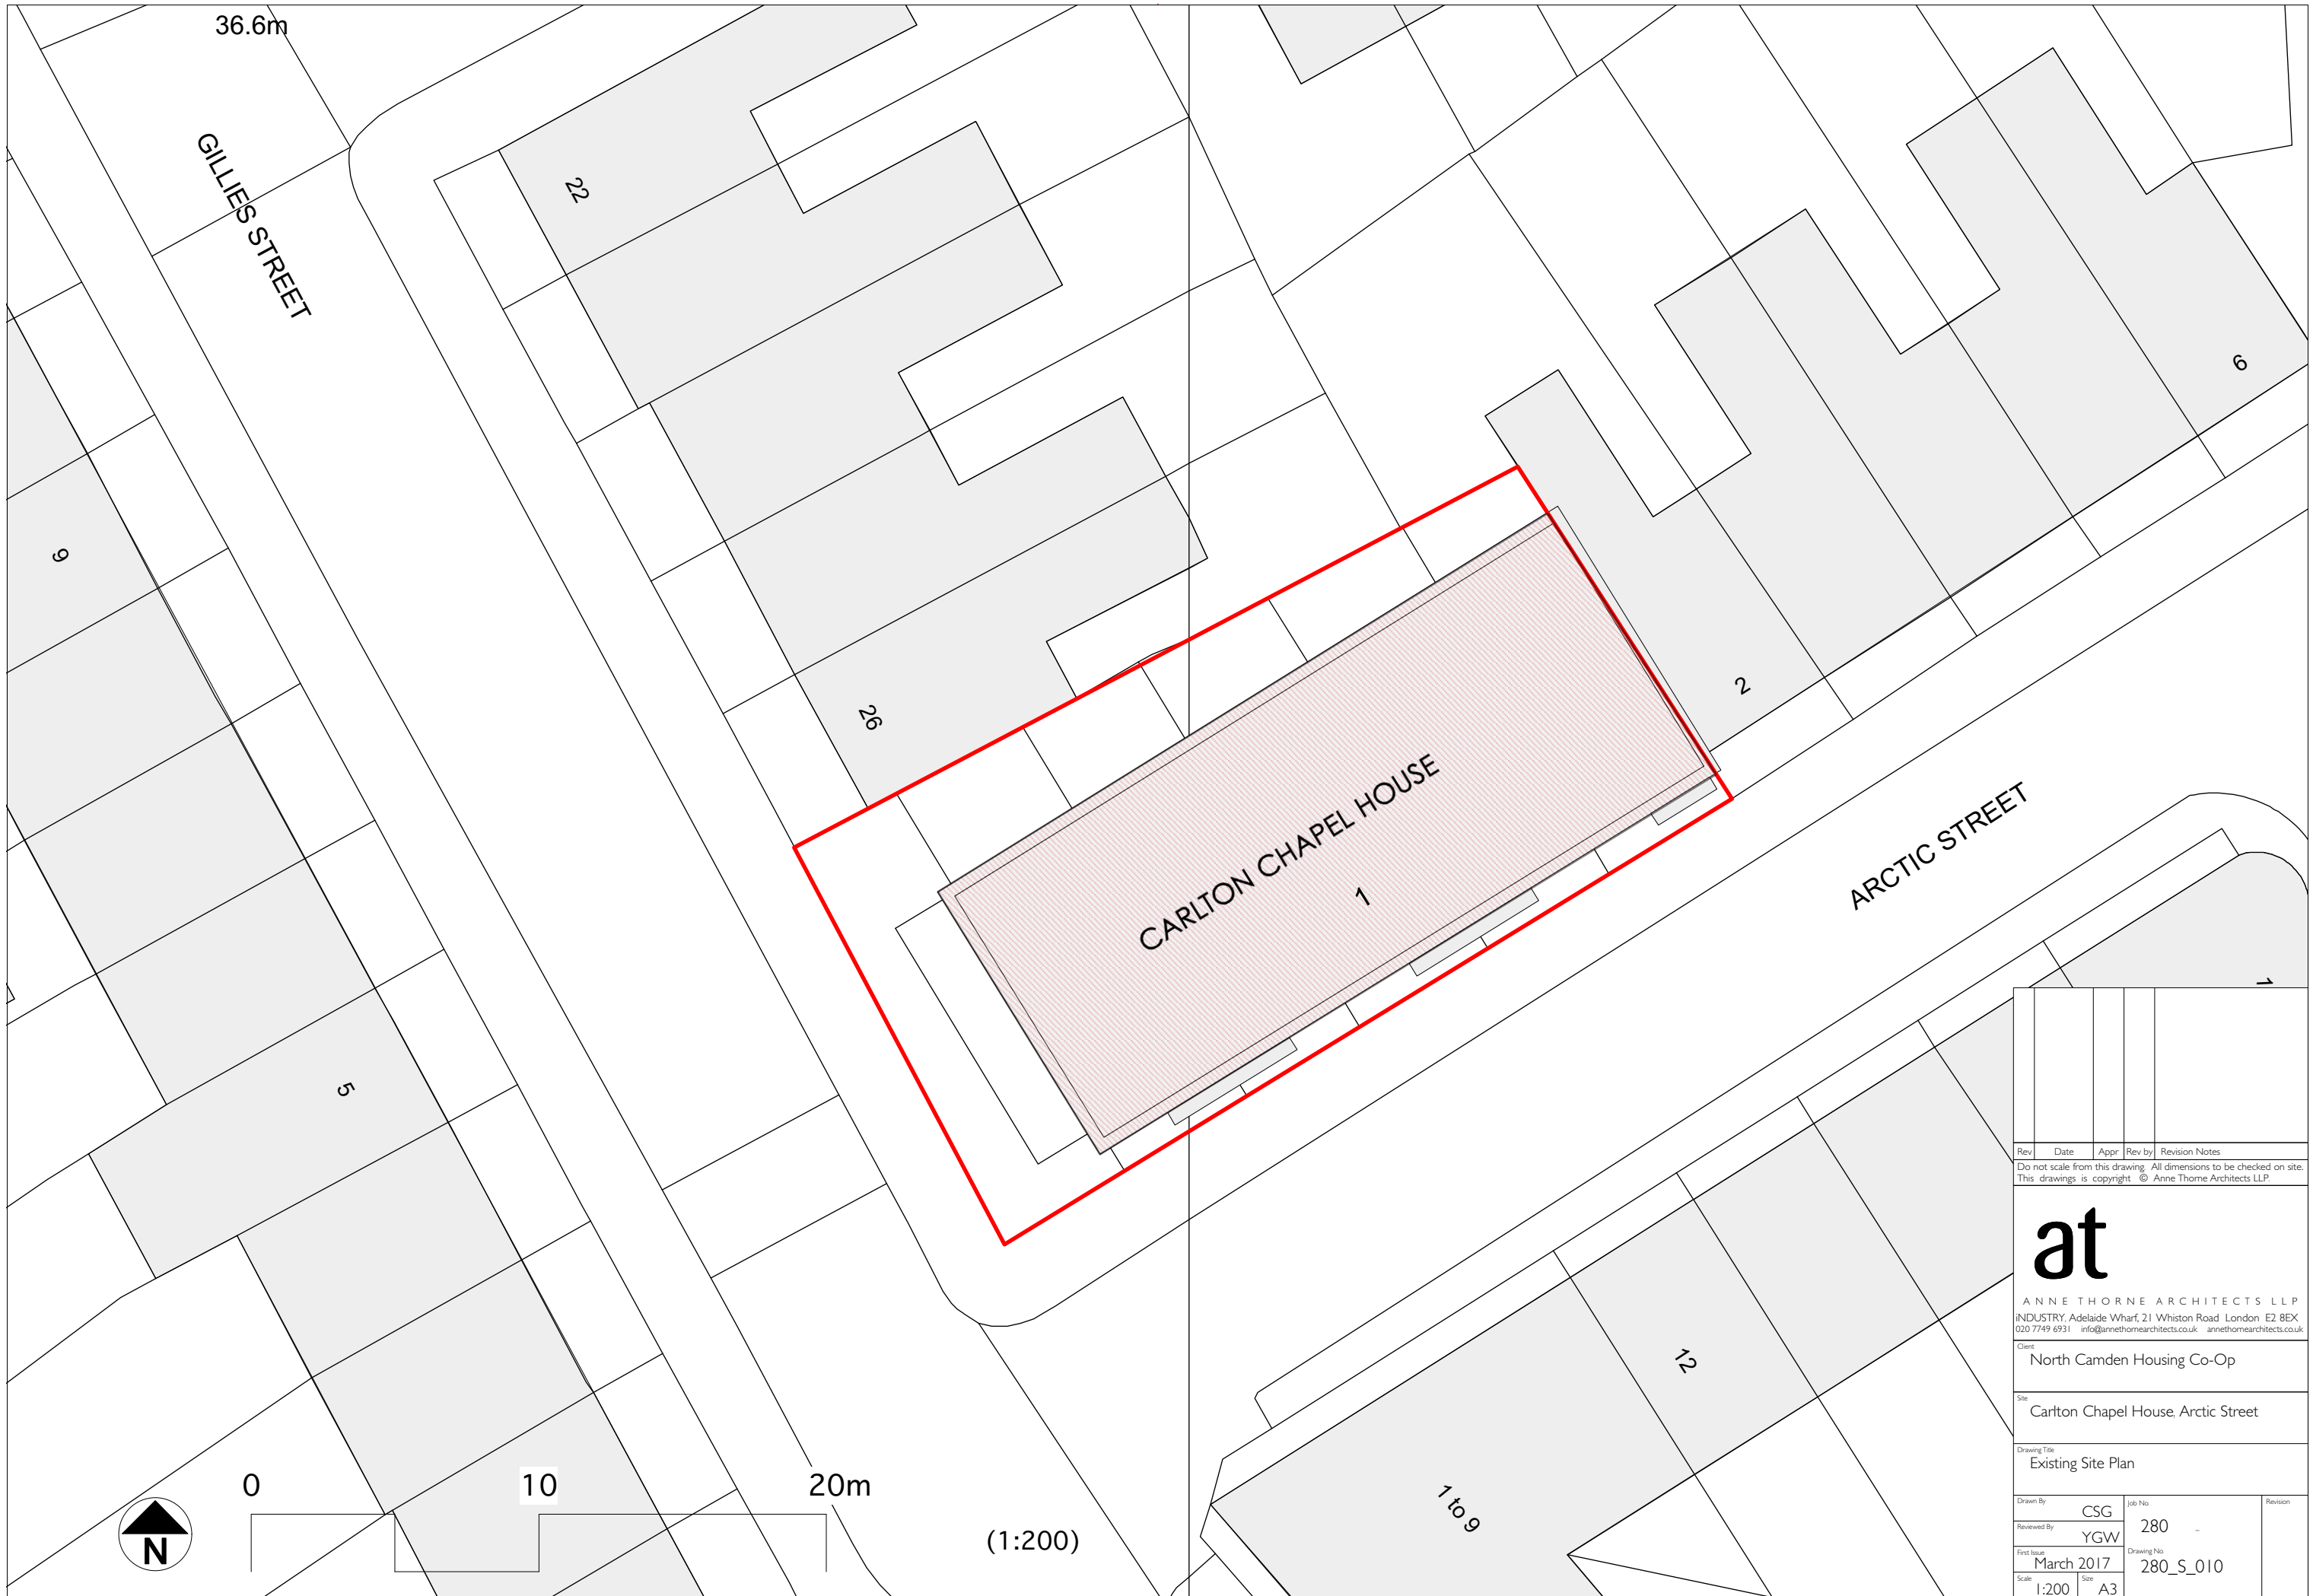 36.6m
GILLIES STREET
22
9
26
6
2
CARLTON CHAPEL HOUSE
1
ARCTIC STREET
5
1
12
1 to 9
0
10
20m
(1:200)
N
Rev Date Appr Rev by Revision Notes
Do not scale from this drawing. All dimensions to be checked on site.
This drawings is copyright © Anne Thorne Architects LLP.
at
ANNE THORNE ARCHITECTS LLP
iNDUSTRY, Adelaide Wharf, 21 Whiston Road London E2 8EX
020 7749 6931 info@annethornearchitects.co.uk annethornearchitects.co.uk
Client
North Camden Housing Co-Op
Site
Carlton Chapel House, Arctic Street
Drawing Title
Existing Site Plan
Drawn By
CSG
Reviewed By
YGW
First Issue
March 2017
Scale
1:200
Size
A3
Job No
280 -
Drawing No
280_S_010
Revision